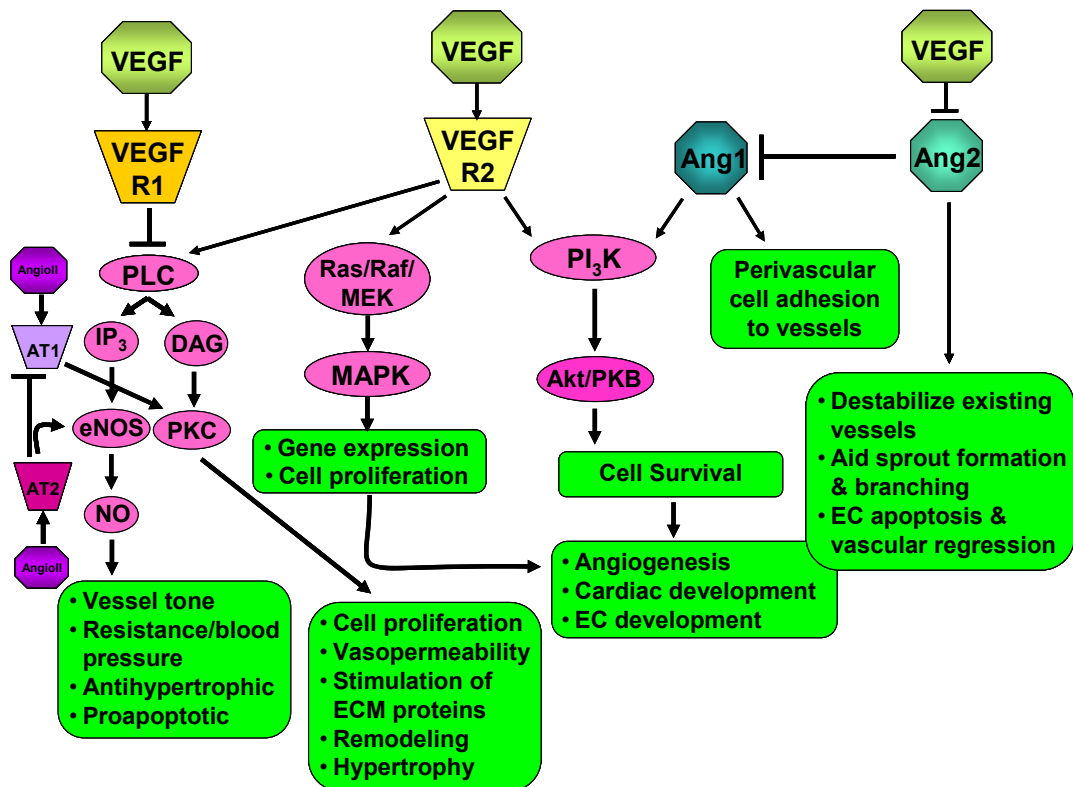 VEGF
VEGF
VEGF
VEGF
R1
VEGF
R2
Ang1
Ang2
AngioII
PLC
Ras/Raf/
MEK
PI3K
Perivascular
cell adhesion
to vessels
AT1
IP3
DAG
MAPK
Akt/PKB
eNOS
PKC
• Gene expression
• Cell proliferation
Cell Survival
• Destabilize existing
vessels
• Aid sprout formation
& branching
• EC apoptosis &
vascular regression
AT2
NO
AngioII
• Angiogenesis
• Cardiac development
• EC development
• Vessel tone
• Resistance/blood
pressure
• Antihypertrophic
• Proapoptotic
• Cell proliferation
• Vasopermeability
• Stimulation of
ECM proteins
• Remodeling
• Hypertrophy